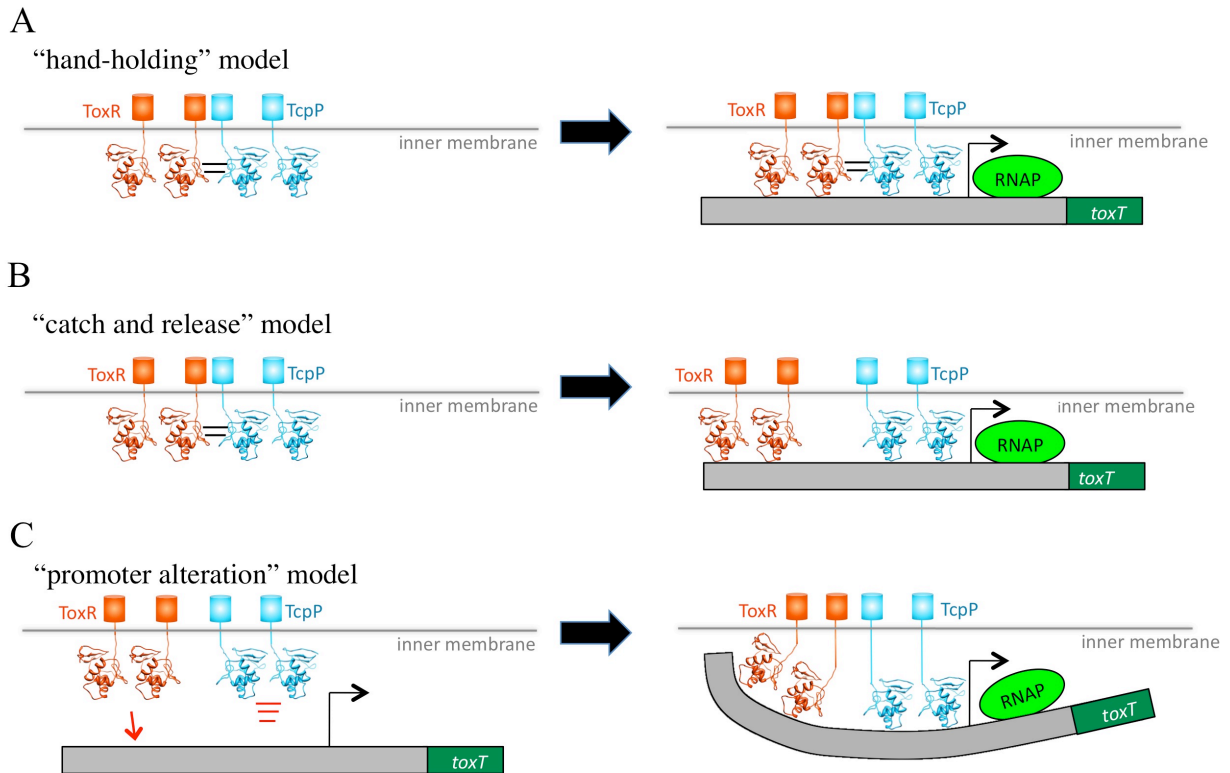 A
“hand-holding” model
ToxR
TcpP
inner membrane
ToxR
TcpP
inner membrane
RNAP
toxT
B
“catch and release” model
ToxR
TcpP
inner membrane
ToxR
TcpP
inner membrane
RNAP
toxT
C
“promoter alteration” model
ToxR
TcpP
inner membrane
toxT
ToxR
TcpP
inner membrane
RNAP
toxT